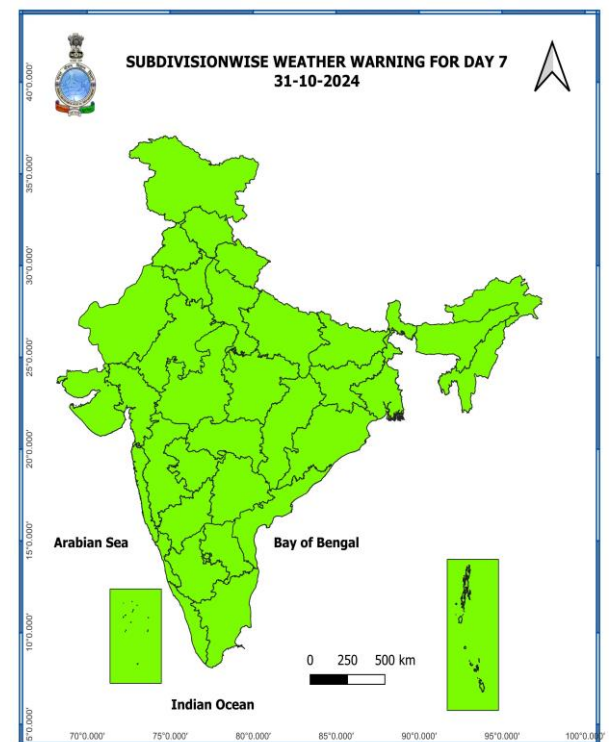 SUBDIVISIONWISE WEATHER WARNING FOR DAY 7
31-10-2024
40°0.000'
35°0.000'
30°0.000'
25°0.000'
20°0.000'
15°0.000'
10°0.000'
5°0.000'
Arabian Sea
Bay of Bengal
0 250 500 km
Indian Ocean
70°0.000' 75°0.000' 80°0.000' 85°0.000' 90°0.000' 95°0.000' 100°0.000'